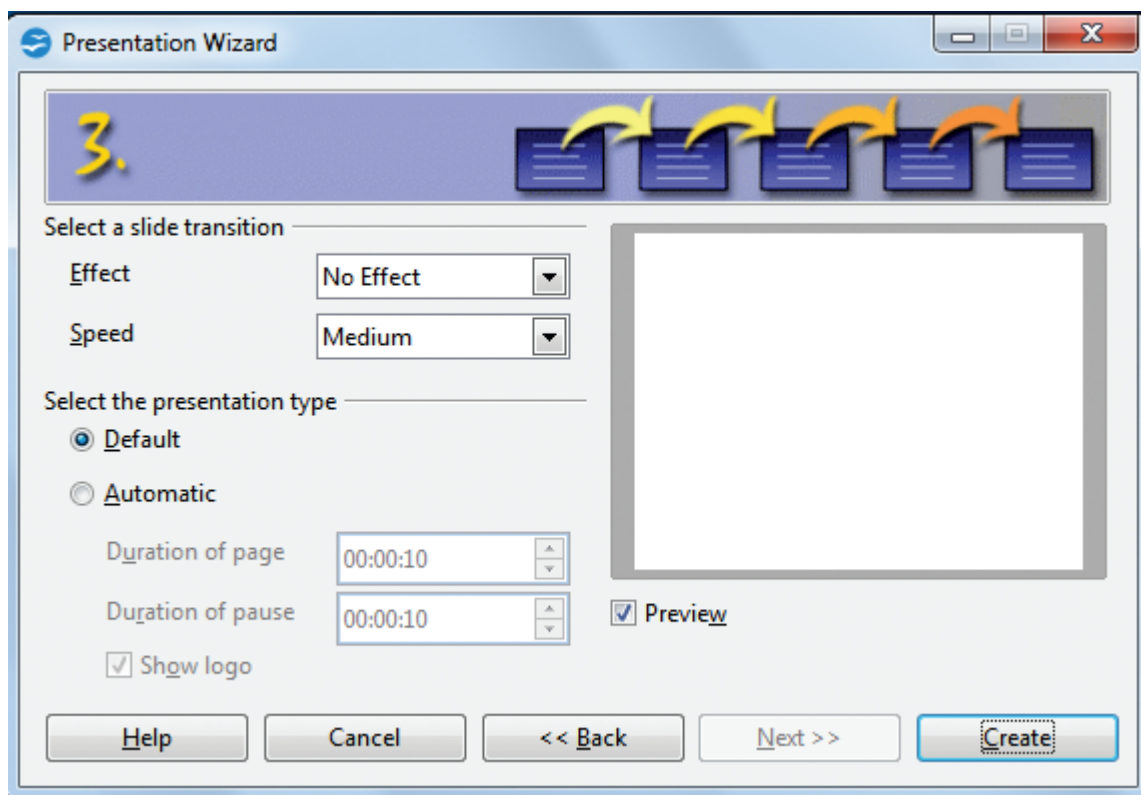 Presentation Wizard
3.
Select a slide transition
Effect No Effect
Speed Medium
Select the presentation type
Default
Automatic
Duration of page 00:00:10
Duration of pause 00:00:10
Show logo
Preview
Help Cancel << Back Next >> Create